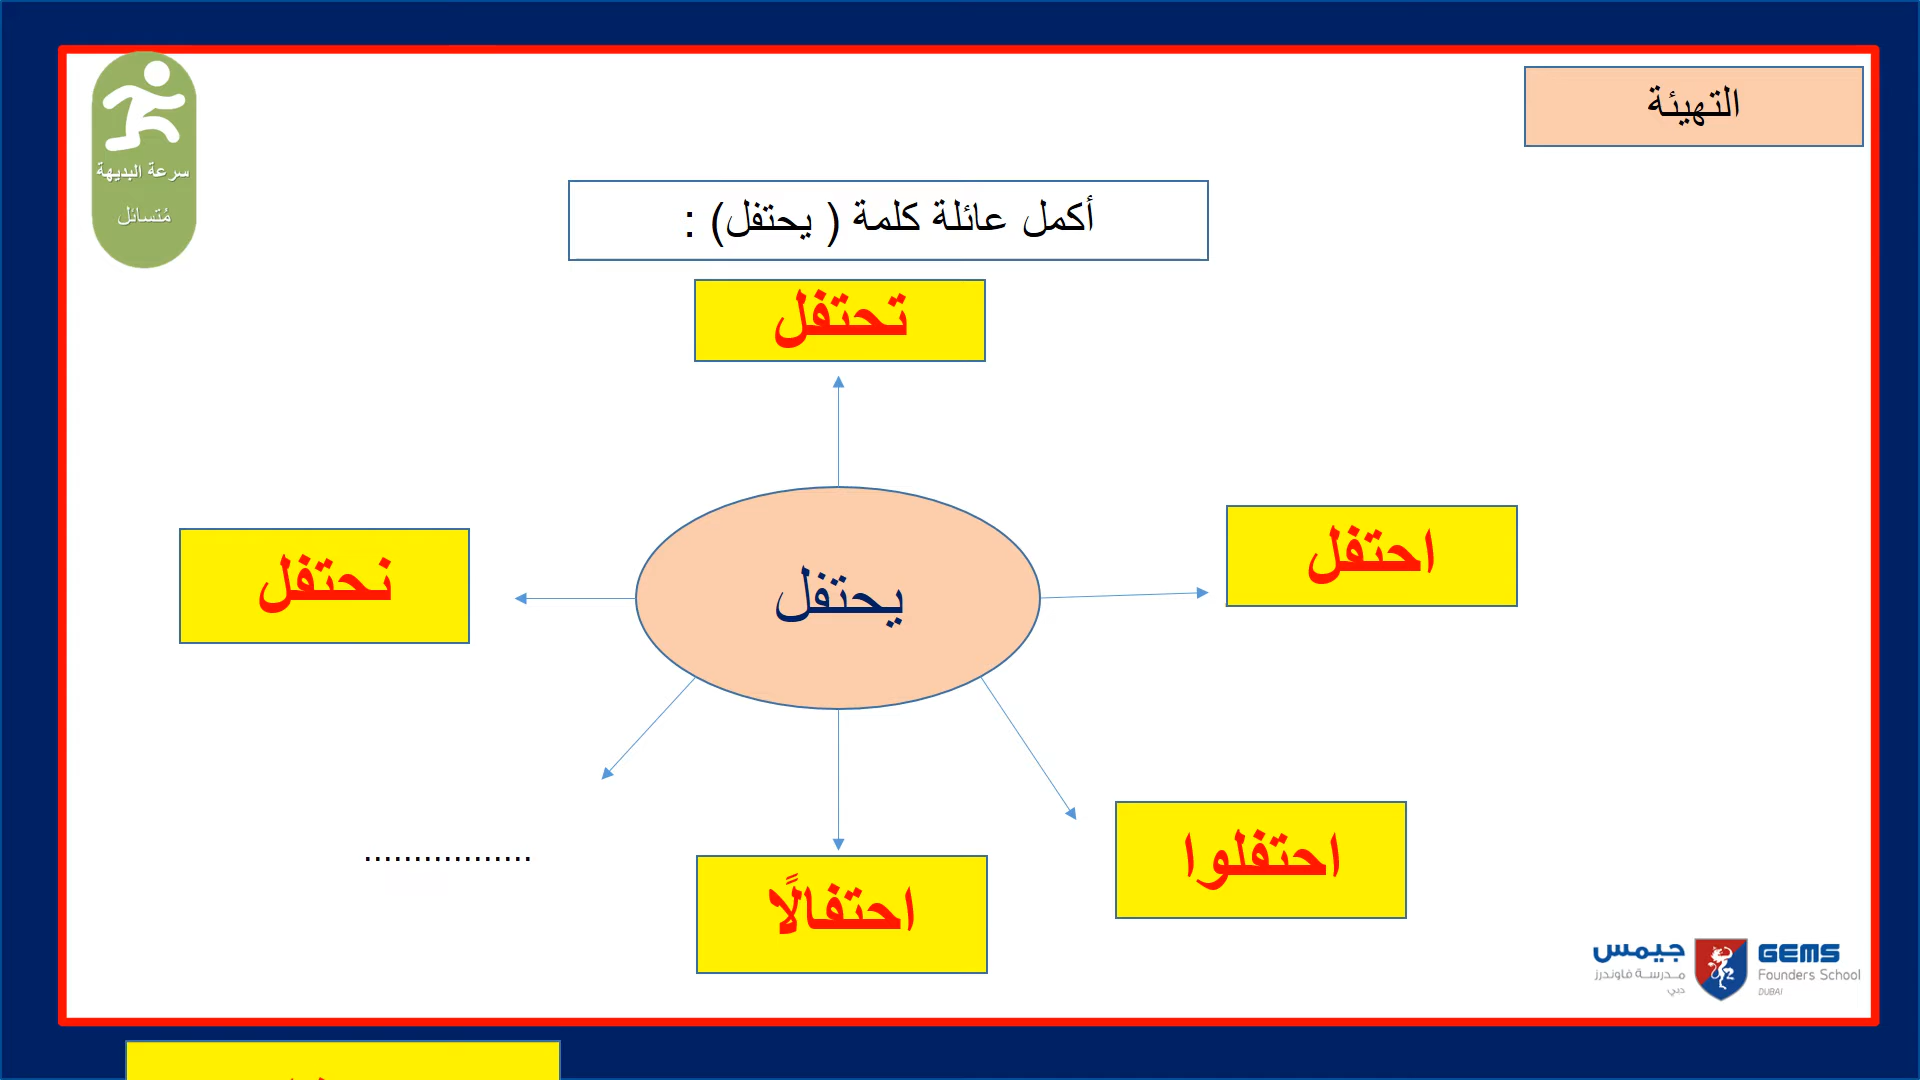 التهيئة
سرعة البديهة
مُتسائل
أكمل عائلة كلمة ( يحتفل) :
تحتفل
احتفل
نحتفل
يحتفل
احتفلوا
................
احتفالًا
جيمس
مدرسة فاوندرز
دبي
GEMS
Founders School
DUBAI